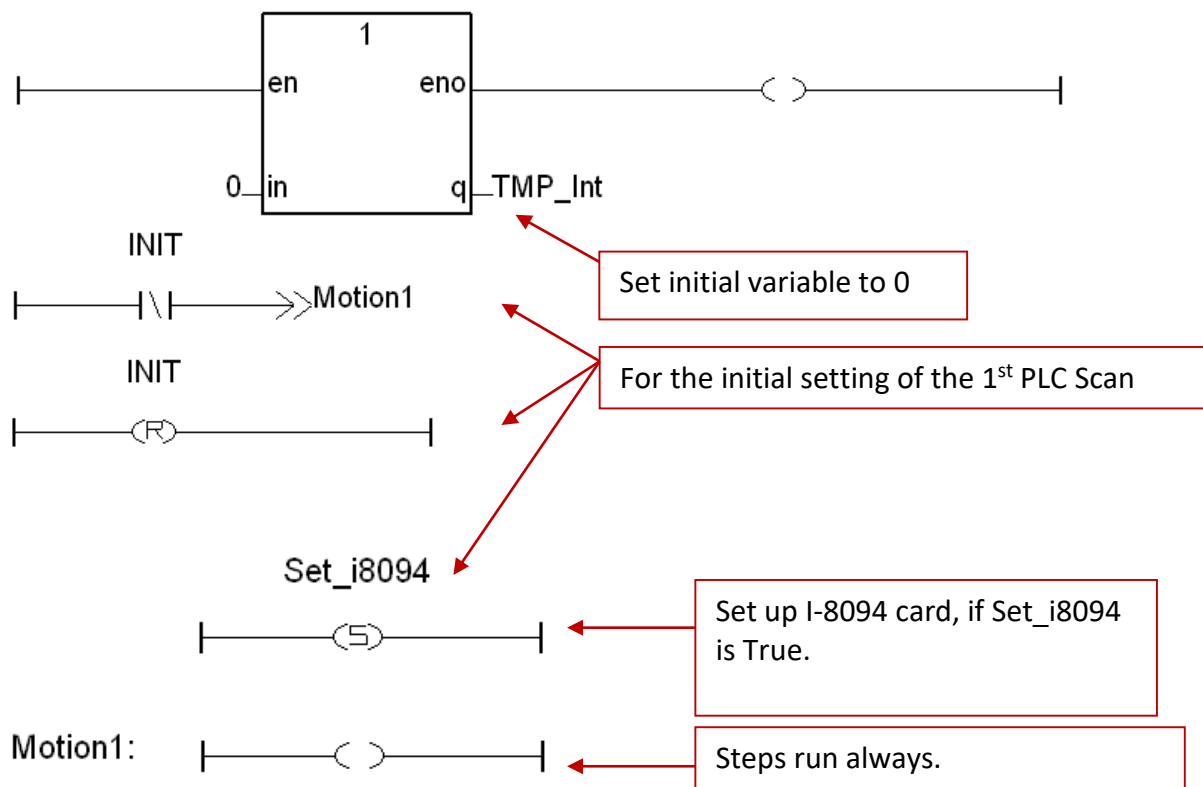 1
en eno
0 in q TMP_Int
INIT
Set initial variable to 0
Motion1
INIT
For the initial setting of the 1st PLC Scan
R
Set_i8094
S
Set up I-8094 card, if Set_i8094
is True.
Motion1:
Steps run always.